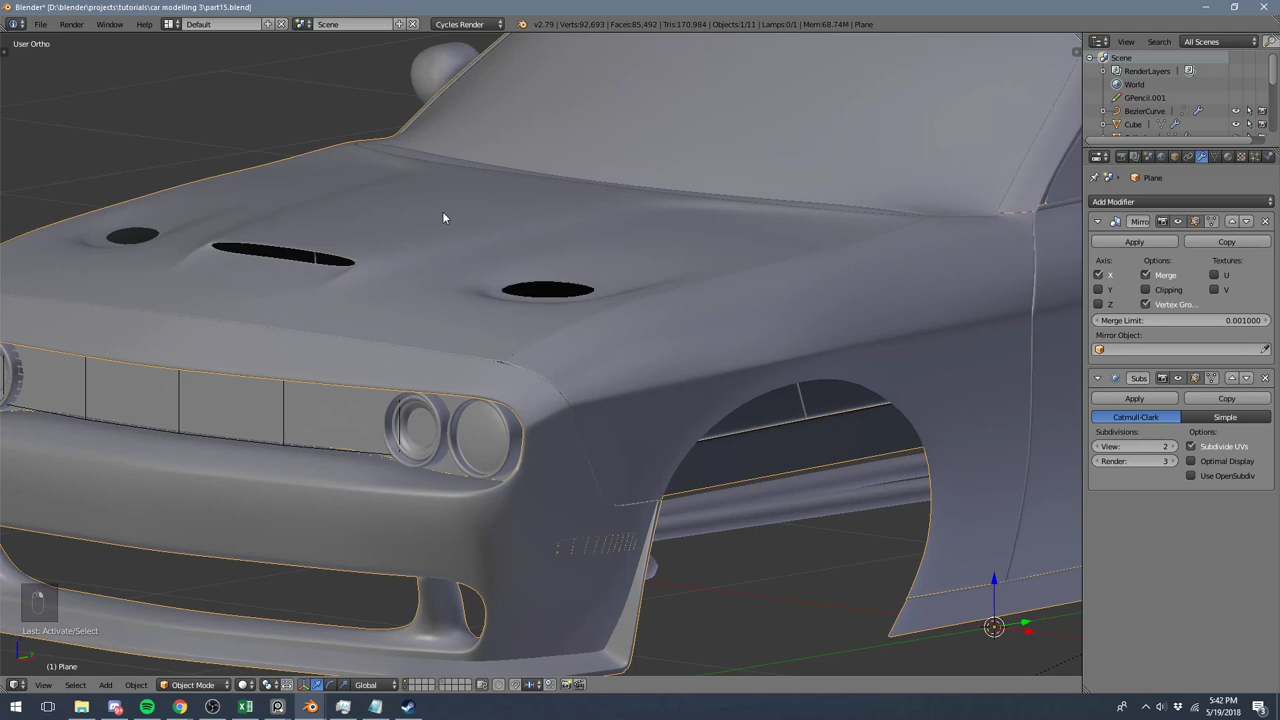 Blender* [D:\blender\projects\tutorials\car modelling 3\part15.blend]
File Render Window Help Default Scene Cycles Render v2.79 | Verts:92,693 | Faces:85,492 | Tris:170,984 | Objects:1/11 | Lamps:0/1 | Mem:68.74M | Plane
User Ortho
View Search All Scenes
Scene
RenderLayers
World
GPencil.001
BezierCurve
Cube
Plane
Add Modifier
Mirro
Apply Copy
Axis: Options: Textures:
X Merge U
Y Clipping V
Z Vertex Gro...
Merge Limit: 0.001000
Mirror Object:
Subs
Apply Copy
Catmull-Clark Simple
Subdivisions: Options:
View: 2 Subdivide UVs
Render: 3 Optimal Display
Use OpenSubdiv
Last: Activate/Select
(1) Plane
View Select Add Object Object Mode Global
5:42 PM
5/19/2018